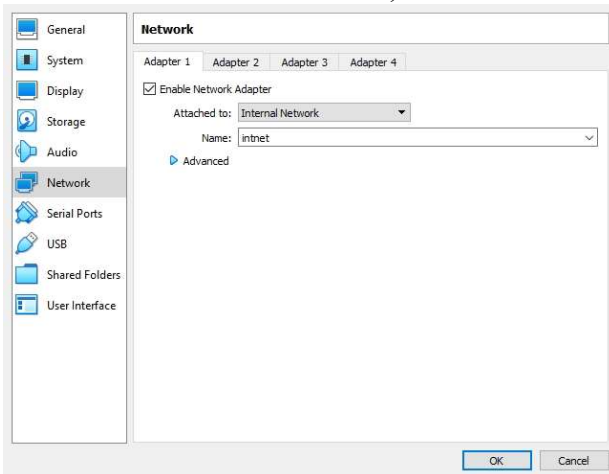 General
System
Display
Storage
Audio
Network
Serial Ports
USB
Shared Folders
User Interface
Network
Adapter 1 Adapter 2 Adapter 3 Adapter 4
Enable Network Adapter
Attached to: Internal Network
Name: intnet
Advanced
OK Cancel